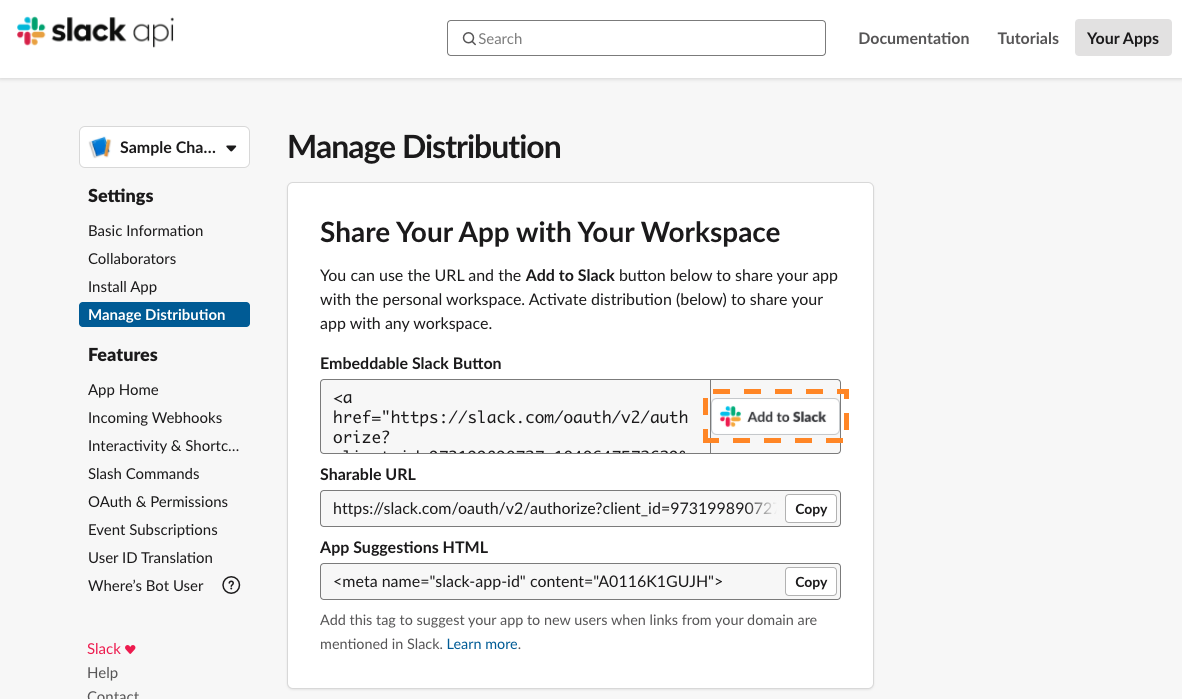 slack api
Search
Documentation
Tutorials
Your Apps
Sample Cha...
Settings
Basic Information
Collaborators
Install App
Manage Distribution
Features
App Home
Incoming Webhooks
Interactivity & Shortc...
Slash Commands
OAuth & Permissions
Event Subscriptions
User ID Translation
Where's Bot User
?
Slack ♥
Help
Contact
Manage Distribution
Share Your App with Your Workspace
You can use the URL and the Add to Slack button below to share your app
with the personal workspace. Activate distribution (below) to share your
app with any workspace.
Embeddable Slack Button
<a
href="https://slack.com/oauth/v2/auth
orize?
Add to Slack
Sharable URL
https://slack.com/oauth/v2/authorize?client_id=973199890727
Copy
App Suggestions HTML
<meta name="slack-app-id" content="A0116K1GUJH">
Copy
Add this tag to suggest your app to new users when links from your domain are
mentioned in Slack. Learn more.